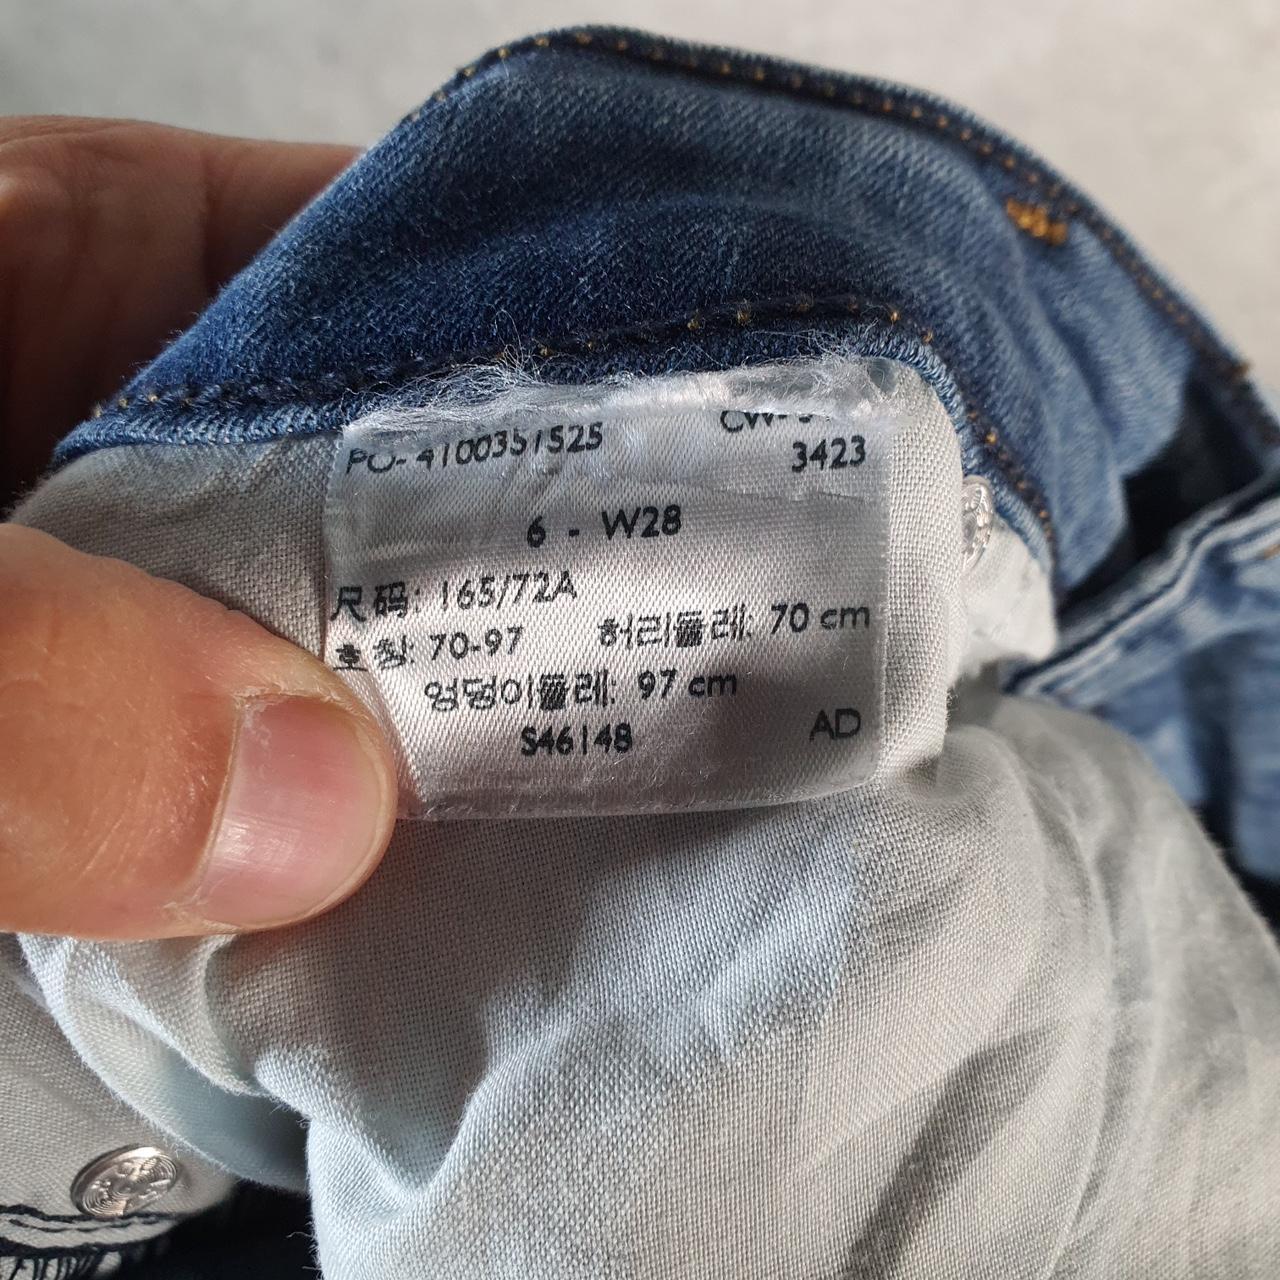 PO-4100351525
3423
6 - W28
尺码: 165/72A
호칭: 70-97 허리둘레: 70 cm
엉덩이둘레: 97 cm
S46148 AD